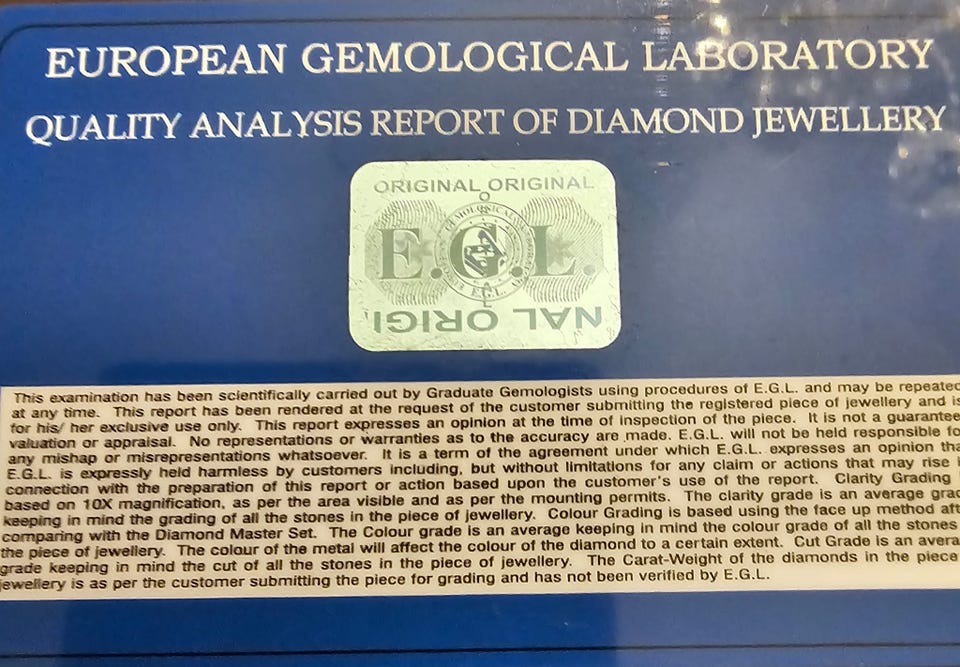 EUROPEAN GEMOLOGICAL LABORATORY
QUALITY ANALYSIS REPORT OF DIAMOND JEWELLERY
ORIGINAL ORIGINAL
E.G.L.
E.G.L.
NAL ORIGI
This examination has been scientifically carried out by Graduate Gemologists using procedures of E.G.L. and may be repeated
at any time. This report has been rendered at the request of the customer submitting the registered piece of jewellery and is
for his/ her exclusive use only. This report expresses an opinion at the time of inspection of the piece. It is not a guarantee
valuation or appraisal. No representations or warranties as to the accuracy are made. E.G.L. will not be held responsible fo
any mishap or misrepresentations whatsoever. It is a term of the agreement under which E.G.L. expresses an opinion tha
E.G.L. is expressly held harmless by customers including, but without limitations for any claim or actions that may rise i
connection with the preparation of this report or action based upon the customer's use of the report. Clarity Grading
based on 10X magnification, as per the area visible and as per the mounting permits. The clarity grade is an average grad
keeping in mind the grading of all the stones in the piece of jewellery. Colour Grading is based using the face up method aft
comparing with the Diamond Master Set. The Colour grade is an average keeping in mind the colour grade of all the stones
the piece of jewellery. The colour of the metal will affect the colour of the diamond to a certain extent. Cut Grade is an avera
grade keeping in mind the cut of all the stones in the piece of jewellery. The Carat-Weight of the diamonds in the piece
jewellery is as per the customer submitting the piece for grading and has not been verified by E.G.L.